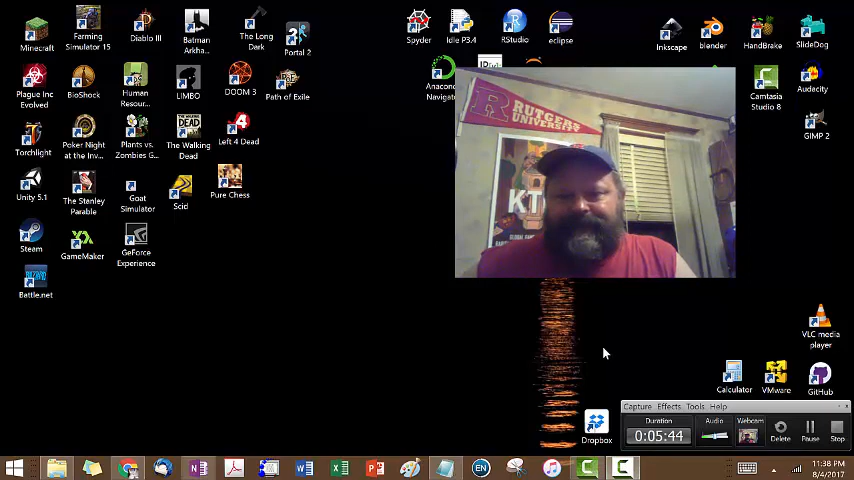 Minecraft
Farming
Simulator 15
Diablo III
Batman
Arkha...
The Long
Dark
Portal 2
Spyder
Idle P3.4
RStudio
eclipse
Inkscape
blender
HandBrake
SlideDog
Plague Inc
Evolved
BioShock
Human
Resour...
LIMBO
DOOM 3
Path of Exile
Anacond
Navigato
IP[y]
Camtasia
Studio 8
Audacity
R RUTGERS
UNIVERSITY
Torchlight
Poker Night
at the Inv...
Plants vs.
Zombies G...
The Walking
Dead
Left 4 Dead
GIMP 2
KT
Unity 5.1
The Stanley
Parable
Goat
Simulator
Scid
Pure Chess
Steam
GameMaker
GeForce
Experience
Battle.net
VLC media
player
Calculator
VMware
GitHub
Dropbox
Capture Effects Tools Help
Duration
0:05:44
Audio
Webcam
Delete
Pause
Stop
EN
11:38 PM
8/4/2017